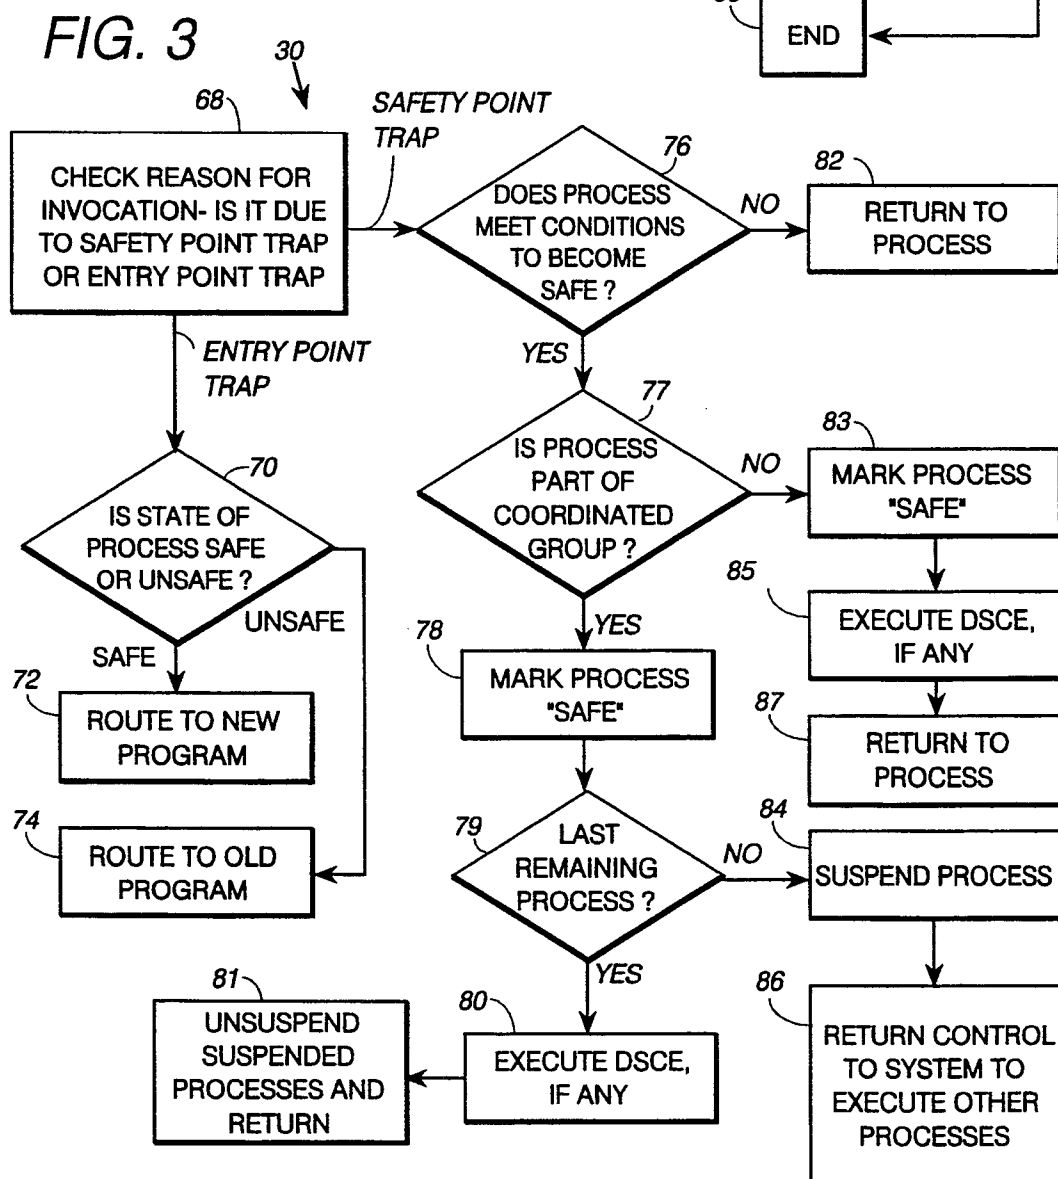 FIG. 3
30
END
68
CHECK REASON FOR
INVOCATION- IS IT DUE
TO SAFETY POINT TRAP
OR ENTRY POINT TRAP
SAFETY POINT
TRAP
76
DOES PROCESS
MEET CONDITIONS
TO BECOME
SAFE ?
NO
82
RETURN TO
PROCESS
YES
ENTRY POINT
TRAP
77
IS PROCESS
PART OF
COORDINATED
GROUP ?
NO
83
MARK PROCESS
"SAFE"
85
EXECUTE DSCE,
IF ANY
87
RETURN TO
PROCESS
70
IS STATE OF
PROCESS SAFE
OR UNSAFE ?
UNSAFE
SAFE
72
ROUTE TO NEW
PROGRAM
74
ROUTE TO OLD
PROGRAM
YES
78
MARK PROCESS
"SAFE"
79
LAST
REMAINING
PROCESS ?
NO
84
SUSPEND PROCESS
86
RETURN CONTROL
TO SYSTEM TO
EXECUTE OTHER
PROCESSES
YES
80
EXECUTE DSCE,
IF ANY
81
UNSUSPEND
SUSPENDED
PROCESSES AND
RETURN